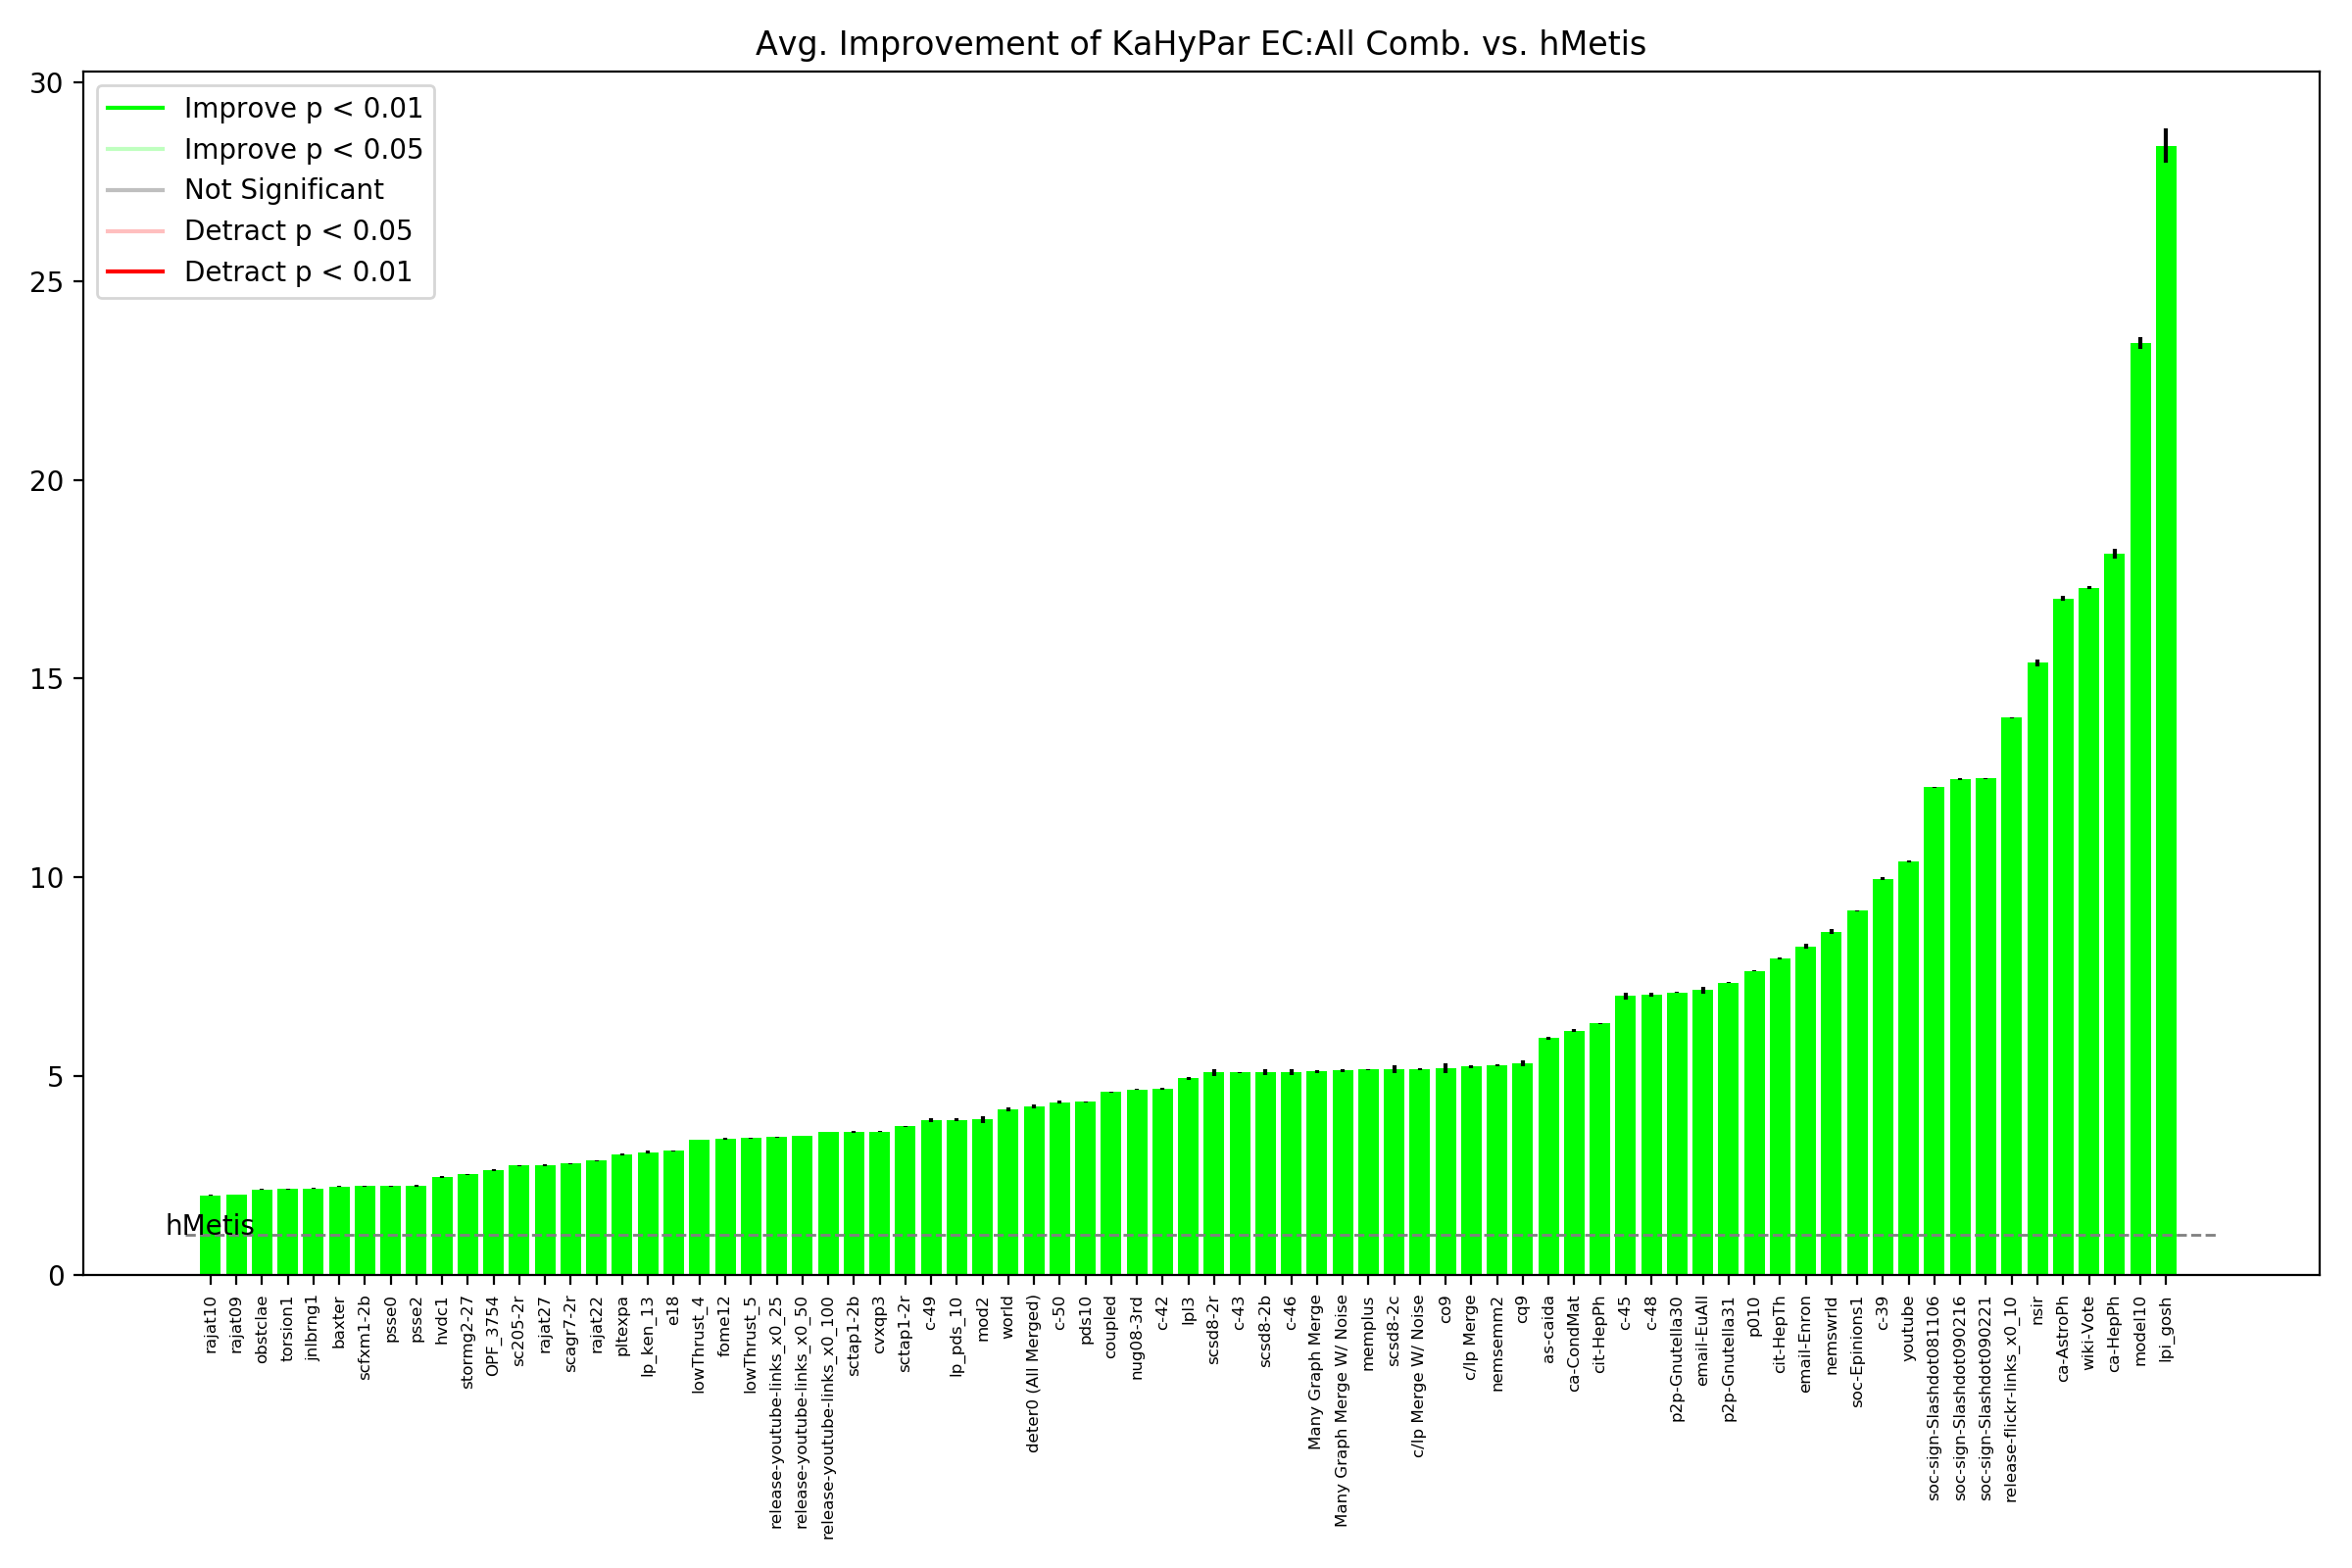 Avg. Improvement of KaHyPar EC:All Comb. vs. hMetis
30
25
20
15
10
5
0
Improve p < 0.01
Improve p < 0.05
Not Significant
Detract p < 0.05
Detract p < 0.01
hMetis
rajat10
rajat09
obstclae
torsion1
jnlbrng1
baxter
scfxm1-2b
psse0
psse2
hvdc1
stormg2-27
OPF_3754
sc205-2r
rajat27
scagr7-2r
rajat22
pltexpa
lp_ken_13
e18
lowThrust_4
fome12
lowThrust_5
release-youtube-links_x0_25
release-youtube-links_x0_50
release-youtube-links_x0_100
sctap1-2b
cvxqp3
sctap1-2r
c-49
lp_pds_10
mod2
world
deter0 (All Merged)
c-50
pds10
coupled
nug08-3rd
c-42
lpl3
scsd8-2r
c-43
scsd8-2b
c-46
Many Graph Merge
Many Graph Merge W/ Noise
memplus
scsd8-2c
c/lp Merge W/ Noise
co9
c/lp Merge
nemsemm2
cq9
as-caida
ca-CondMat
cit-HepPh
c-45
c-48
p2p-Gnutella30
email-EuAll
p2p-Gnutella31
p010
cit-HepTh
email-Enron
nemswrld
soc-Epinions1
c-39
youtube
soc-sign-Slashdot081106
soc-sign-Slashdot090216
soc-sign-Slashdot090221
release-flickr-links_x0_10
nsir
ca-AstroPh
wiki-Vote
ca-HepPh
model10
lpi_gosh